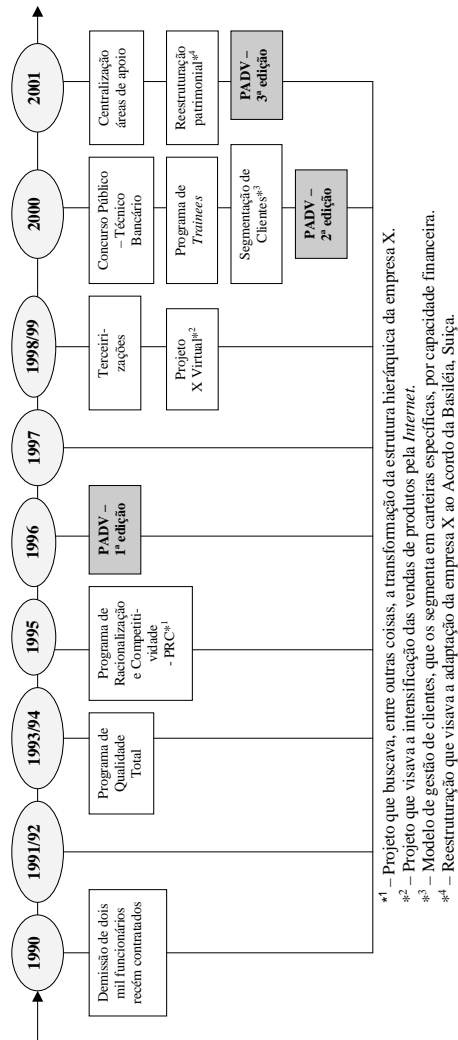 1990
1991/92
1993/94
1995
1996
1997
1998/99
2000
2001
Demissão de dois
mil funcionários
recém contratados
Programa de
Qualidade
Total
Programa de
Racionalização
e Competiti-
vidade
- PRC*1
PADV –
1ª edição
Terceiri-
zações
Projeto
X Virtual*2
Concurso Público
– Técnico
Bancário
Programa de
Trainees
Segmentação de
Clientes*3
PADV –
2ª edição
Centralização
áreas de apoio
Reestruturação
patrimonial*4
PADV –
3ª edição
*1 – Projeto que buscava, entre outras coisas, a transformação da estrutura hierárquica da empresa X.
*2 – Projeto que visava a intensificação das vendas de produtos pela Internet.
*3 – Modelo de gestão de clientes, que os segmenta em carteiras específicas, por capacidade financeira.
*4 – Reestruturação que visava a adaptação da empresa X ao Acordo da Basiléia, Suiça.